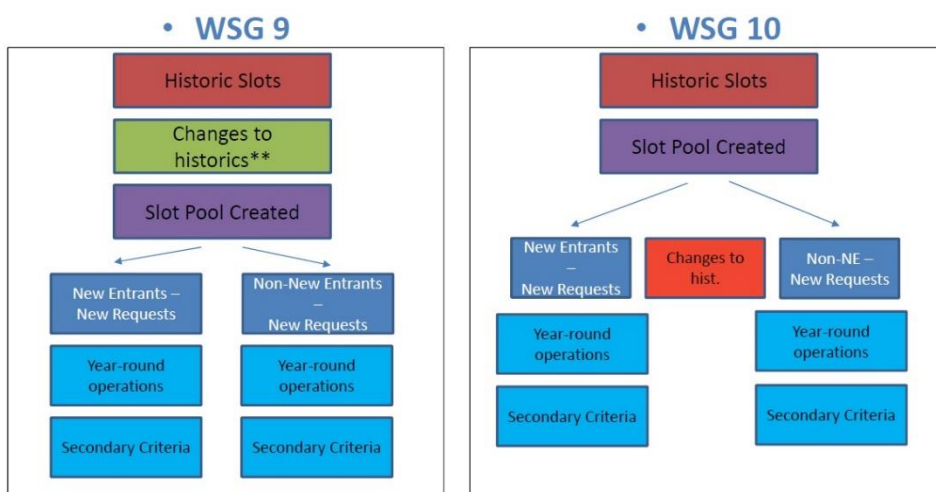 • WSG 9
Historic Slots
Changes to
historics**
Slot Pool Created
New Entrants –
New Requests
Non-New Entrants
–
New Requests
Year-round
operations
Year-round
operations
Secondary Criteria
Secondary Criteria
• WSG 10
Historic Slots
Slot Pool Created
New Entrants
–
New Requests
Changes to
hist.
Non-NE –
New Requests
Year-round
operations
Year-round
operations
Secondary Criteria
Secondary Criteria